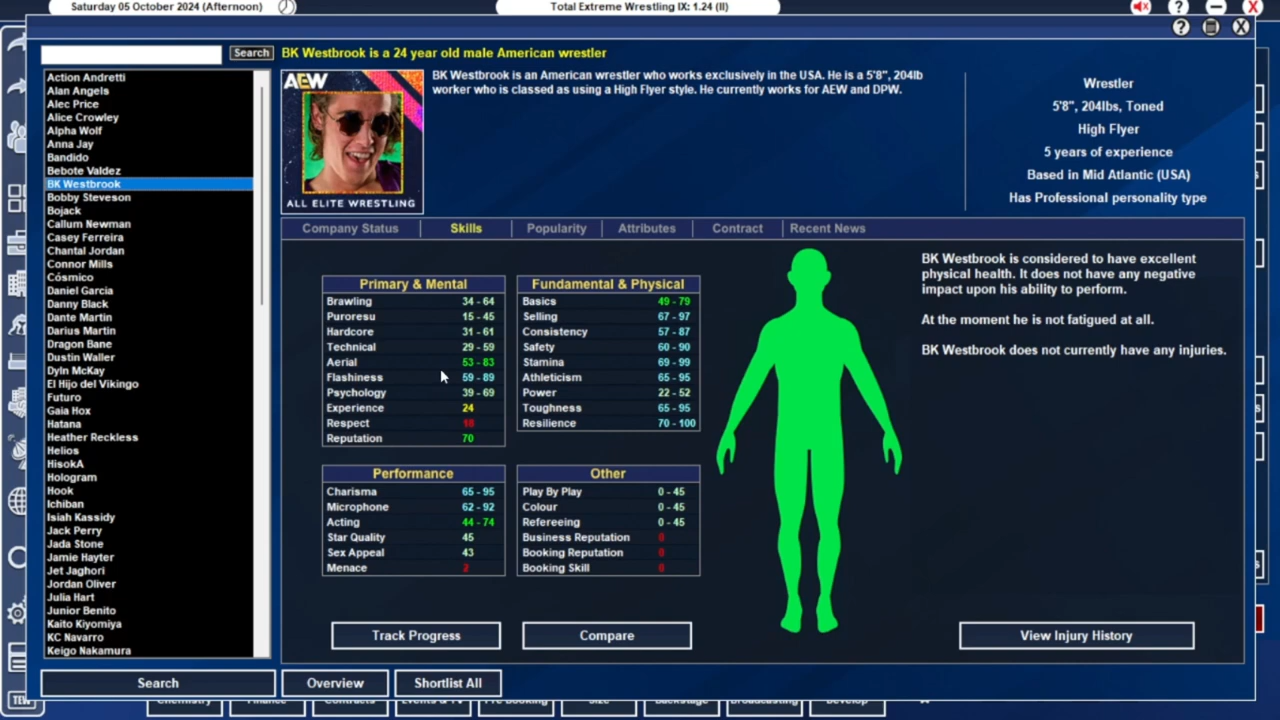 Saturday 05 October 2024 (Afternoon)
Total Extreme Wrestling IX: 1.24 (II)
Search
BK Westbrook is a 24 year old male American wrestler
Action Andretti
Alan Angels
Alec Price
Alice Crowley
Alpha Wolf
Anna Jay
Bandido
Bebote Valdez
BK Westbrook
Bobby Steveson
Bojack
Callum Newman
Casey Ferreira
Chantal Jordan
Connor Mills
Cósmico
Daniel Garcia
Danny Black
Dante Martin
Darius Martin
Dragon Bane
Dustin Waller
Dyln McKay
El Hijo del Vikingo
Futuro
Gaia Hox
Hatana
Heather Reckless
Helios
HisokA
Hologram
Hook
Ichiban
Isiah Kassidy
Jack Perry
Jada Stone
Jamie Hayter
Jet Jaghori
Jordan Oliver
Julia Hart
Junior Benito
Kaito Kiyomiya
KC Navarro
Keigo Nakamura
AEW
ALL ELITE WRESTLING
BK Westbrook is an American wrestler who works exclusively in the USA. He is a 5'8", 204lb
worker who is classed as using a High Flyer style. He currently works for AEW and DPW.
Wrestler
5'8", 204lbs, Toned
High Flyer
5 years of experience
Based in Mid Atlantic (USA)
Has Professional personality type
Company Status
Skills
Popularity
Attributes
Contract
Recent News
Primary & Mental
Brawling 34 - 64
Puroresu 15 - 45
Hardcore 31 - 61
Technical 29 - 59
Aerial 53 - 83
Flashiness 59 - 89
Psychology 39 - 69
Experience 24
Respect
Reputation 70
Fundamental & Physical
Basics 49 - 79
Selling 67 - 97
Consistency 57 - 87
Safety 60 - 90
Stamina 69 - 99
Athleticism 65 - 95
Power 22 - 52
Toughness 65 - 95
Resilience 70 - 100
Performance
Charisma 65 - 95
Microphone 62 - 92
Acting 44 - 74
Star Quality 45
Sex Appeal 43
Menace 2
Other
Play By Play 0 - 45
Colour 0 - 45
Refereeing 0 - 45
Business Reputation 0
Booking Reputation 0
Booking Skill 0
BK Westbrook is considered to have excellent
physical health. It does not have any negative
impact upon his ability to perform.
At the moment he is not fatigued at all.
BK Westbrook does not currently have any injuries.
Track Progress
Compare
View Injury History
Search
Overview
Shortlist All